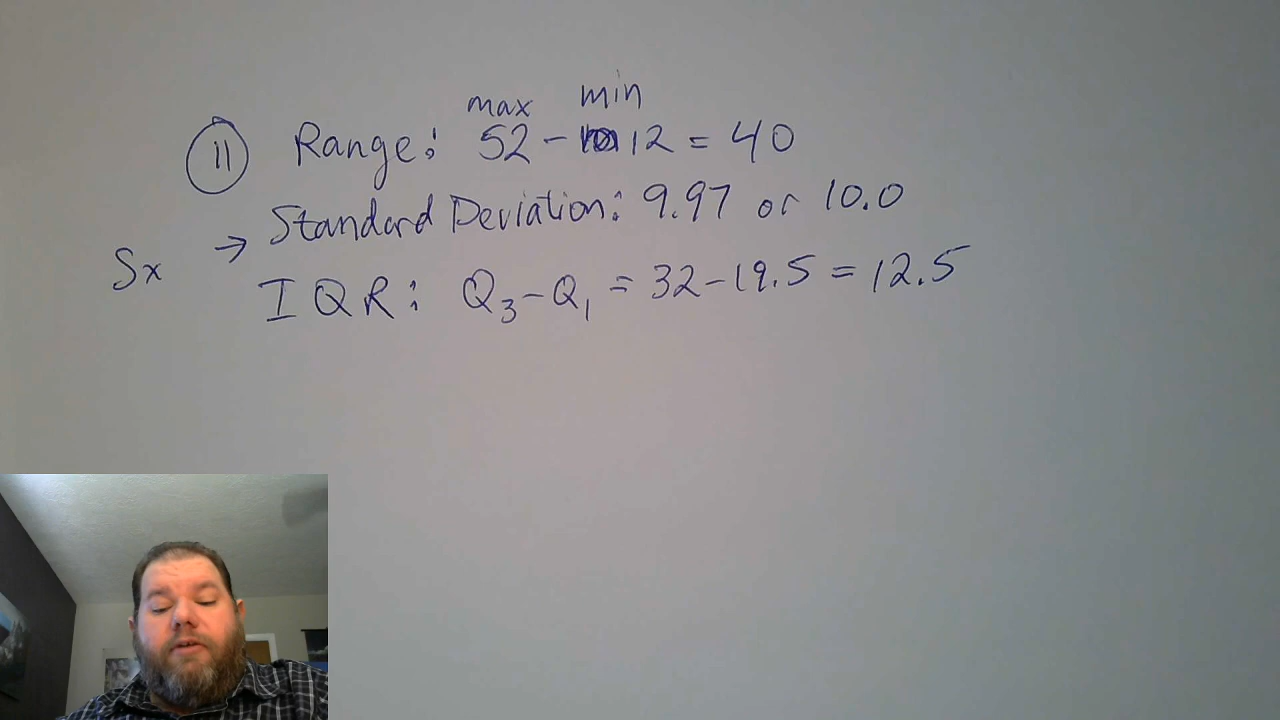 max min
11 Range: 52 - 12 = 40
Standard Deviation: 9.97 or 10.0
Sx →
IQR: Q3 - Q1 = 32 - 19.5 = 12.5